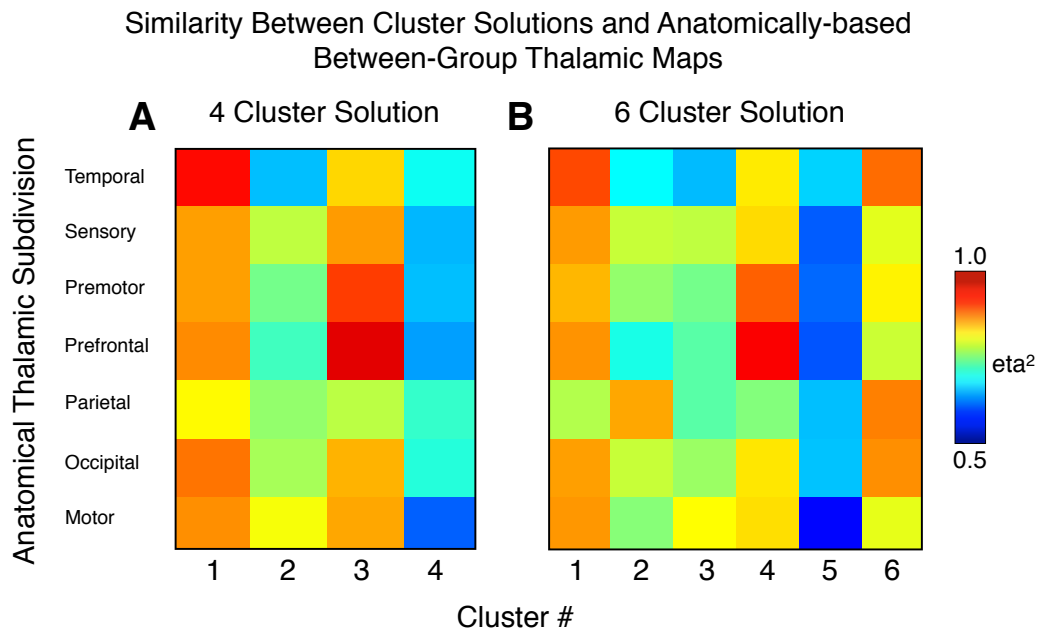 Similarity Between Cluster Solutions and Anatomically-based
Between-Group Thalamic Maps
A
4 Cluster Solution
B
6 Cluster Solution
Anatomical Thalamic Subdivision
Temporal
Sensory
Premotor
Prefrontal
Parietal
Occipital
Motor
1 2 3 4
1 2 3 4 5 6
Cluster #
1.0
eta²
0.5